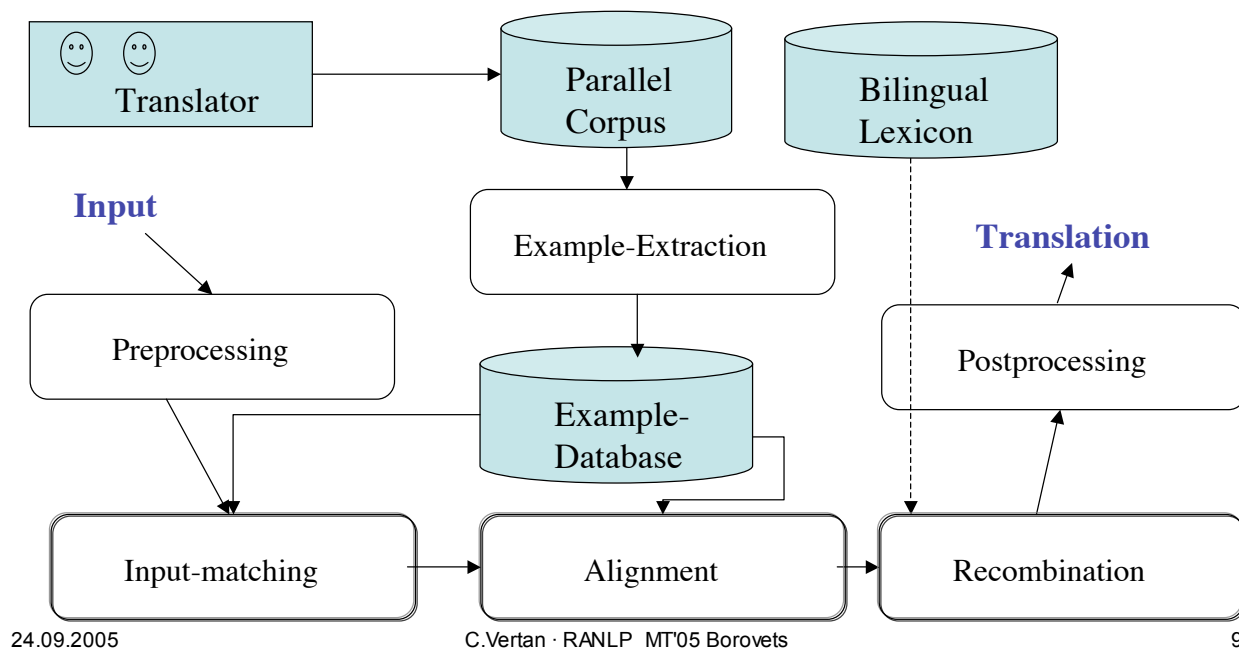 Translator
Parallel
Corpus
Bilingual
Lexicon
Input
Example-Extraction
Translation
Preprocessing
Postprocessing
Example-
Database
Input-matching
Alignment
Recombination
24.09.2005
C.Vertan · RANLP MT'05 Borovets
9